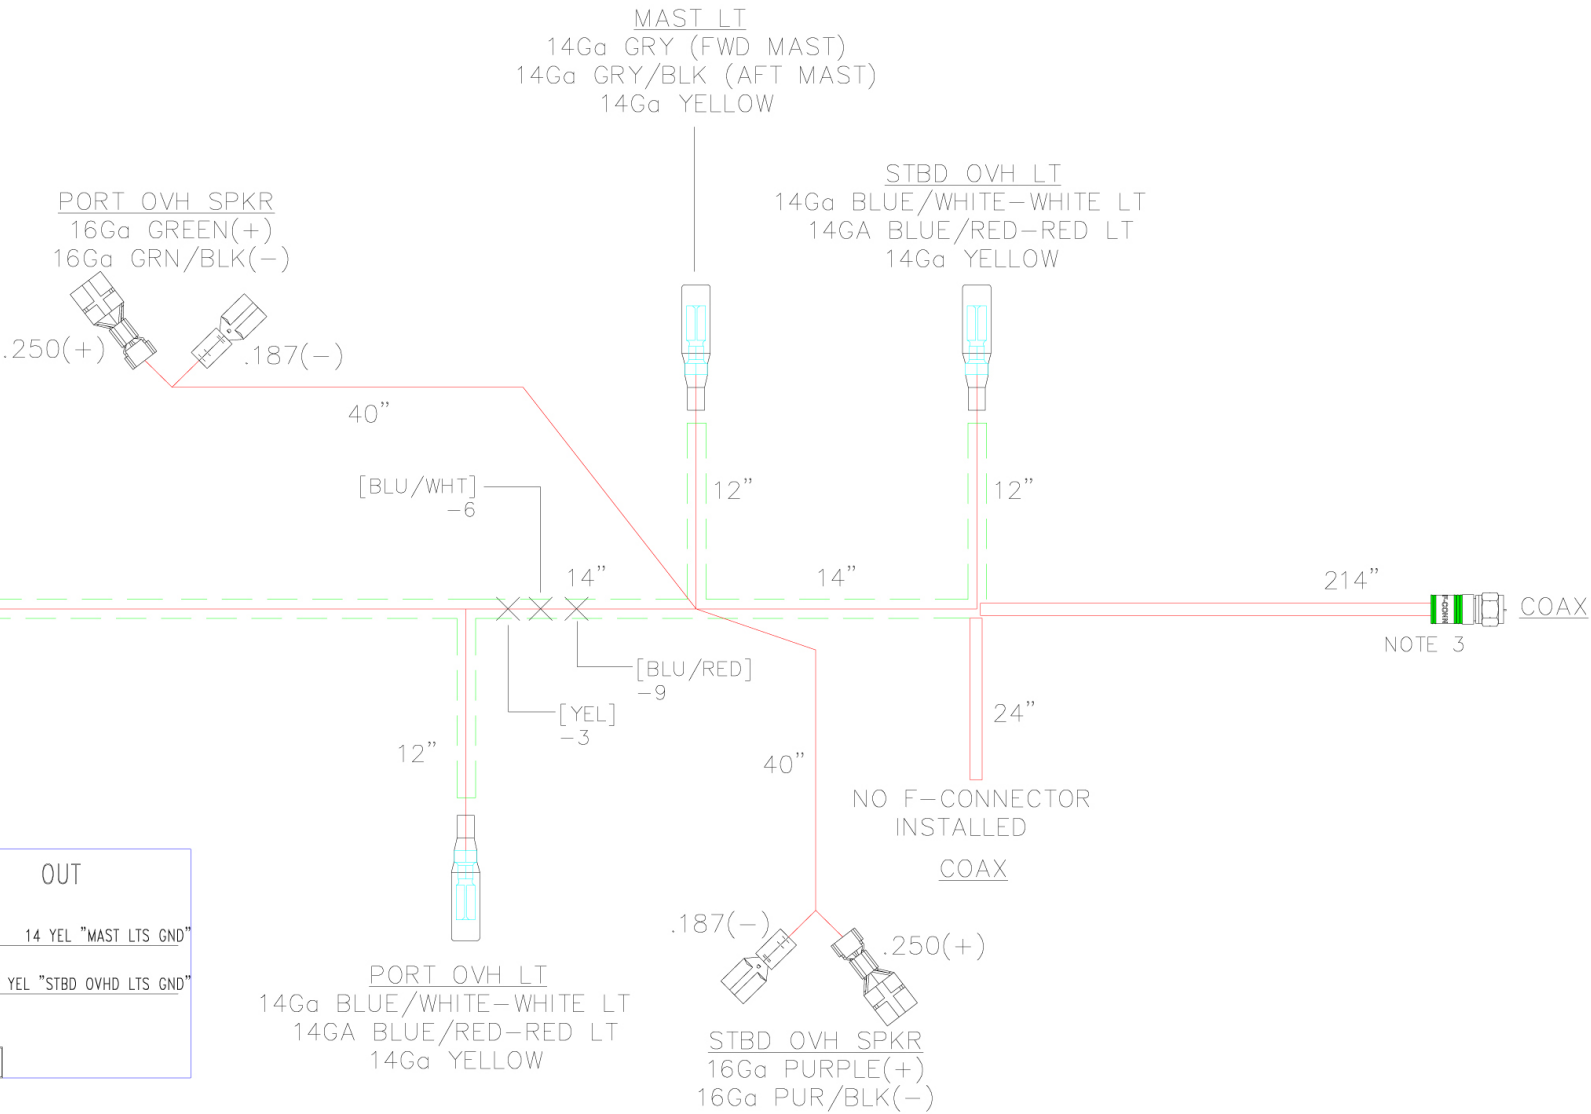 MAST LT
14Ga GRY (FWD MAST)
14Ga GRY/BLK (AFT MAST)
14Ga YELLOW
STBD OVH LT
14Ga BLUE/WHITE-WHITE LT
14GA BLUE/RED-RED LT
14Ga YELLOW
PORT OVH SPKR
16Ga GREEN(+)
16Ga GRN/BLK(-)
.250(+)
.187(-)
40”
[BLU/WHT]
-6
12”
12”
14”
14”
214”
F-CONN
COAX
NOTE 3
[BLU/RED]
-9
[YEL]
-3
24”
12”
40”
NO F-CONNECTOR
INSTALLED
COAX
OUT
14 YEL "MAST LTS GND"
YEL "STBD OVHD LTS GND"
.187(-)
.250(+)
PORT OVH LT
14Ga BLUE/WHITE-WHITE LT
14GA BLUE/RED-RED LT
14Ga YELLOW
STBD OVH SPKR
16Ga PURPLE(+)
16Ga PUR/BLK(-)